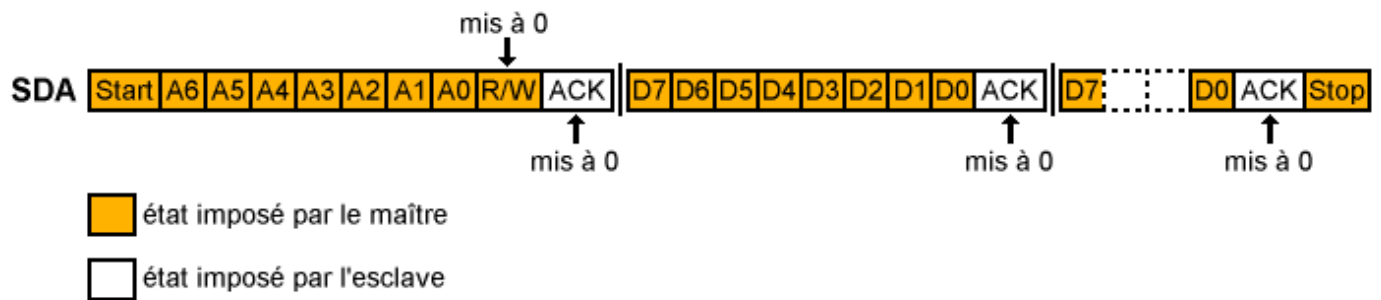 mis à 0
SDA Start A6 A5 A4 A3 A2 A1 A0 R/W ACK D7 D6 D5 D4 D3 D2 D1 D0 ACK D7 D0 ACK Stop
mis à 0 mis à 0 mis à 0
état imposé par le maître
état imposé par l'esclave